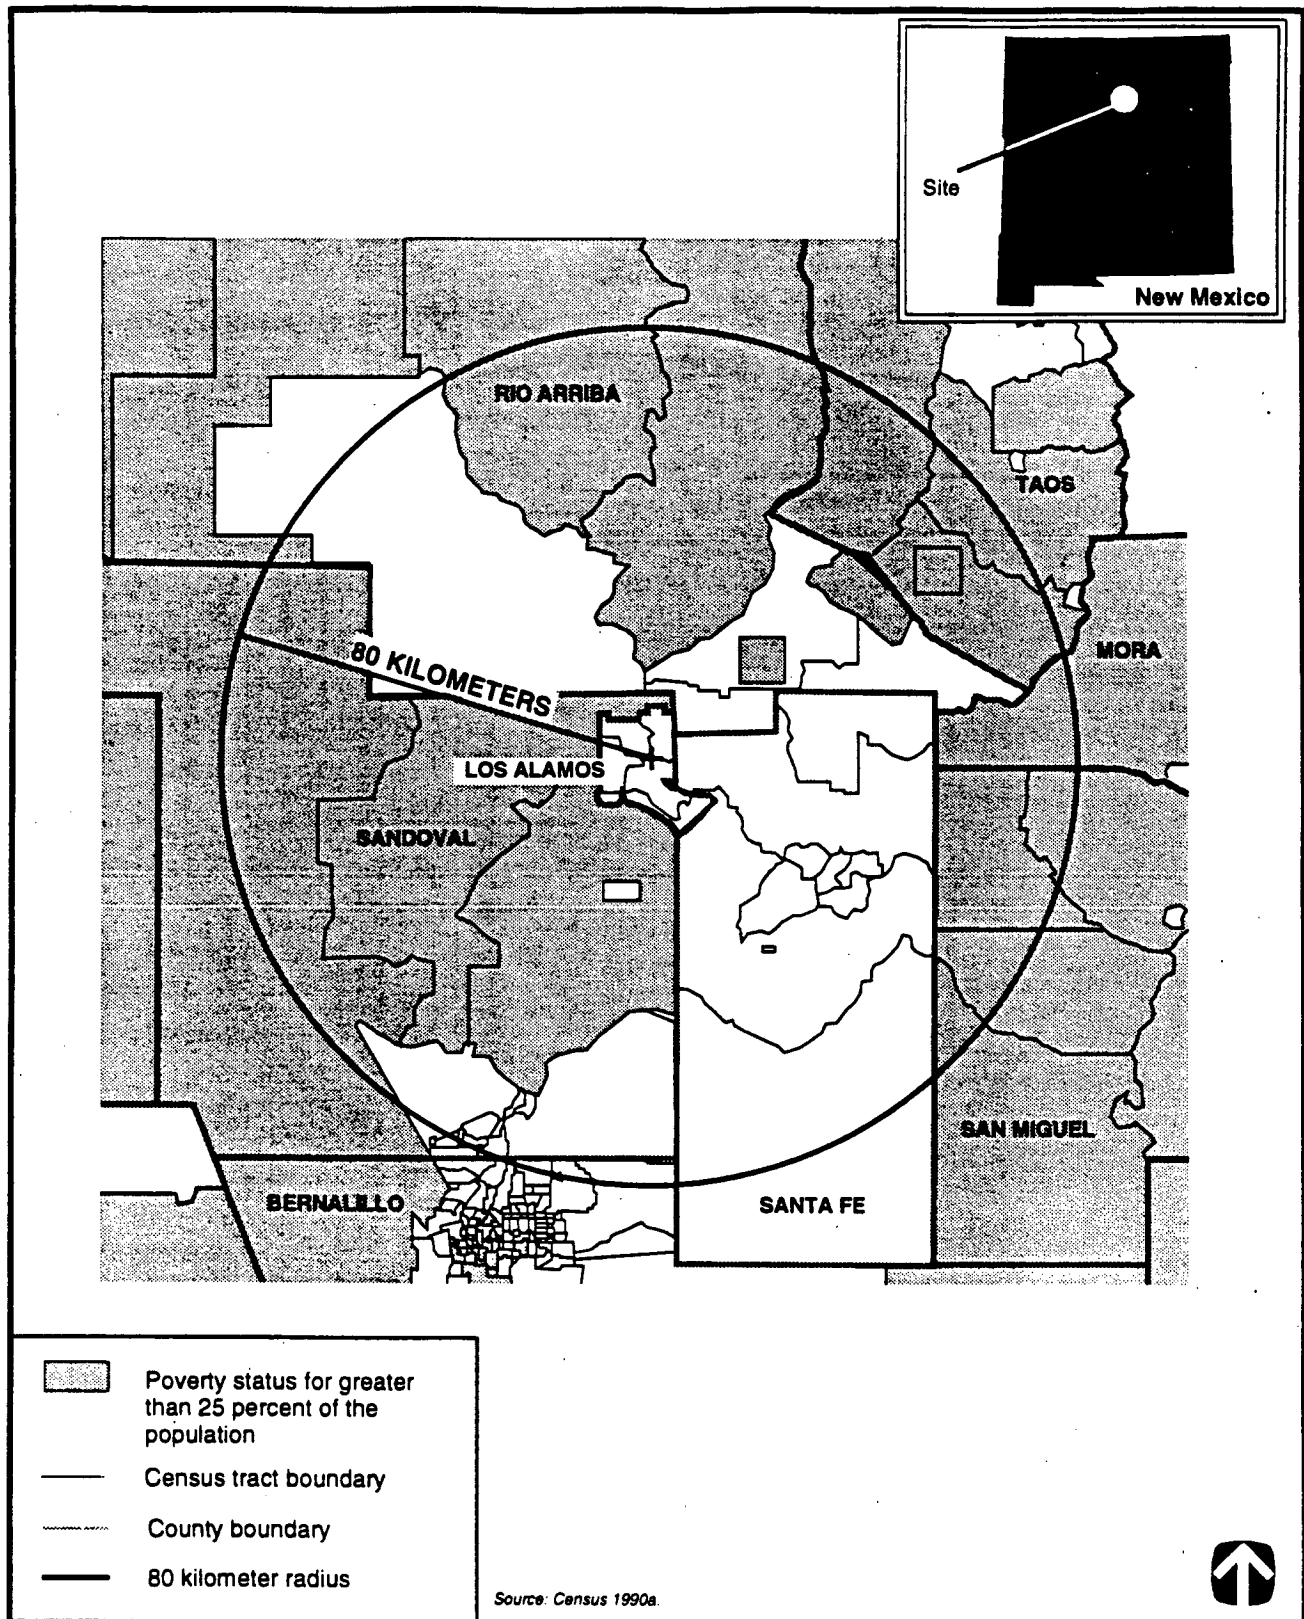 Site
New Mexico
RIO ARRIBA
TAOS
MORA
80 KILOMETERS
LOS ALAMOS
SANDOVAL
SAN MIGUEL
BERNALILLO
SANTA FE
Poverty status for greater
than 25 percent of the
population
Census tract boundary
County boundary
80 kilometer radius
Source: Census 1990a.